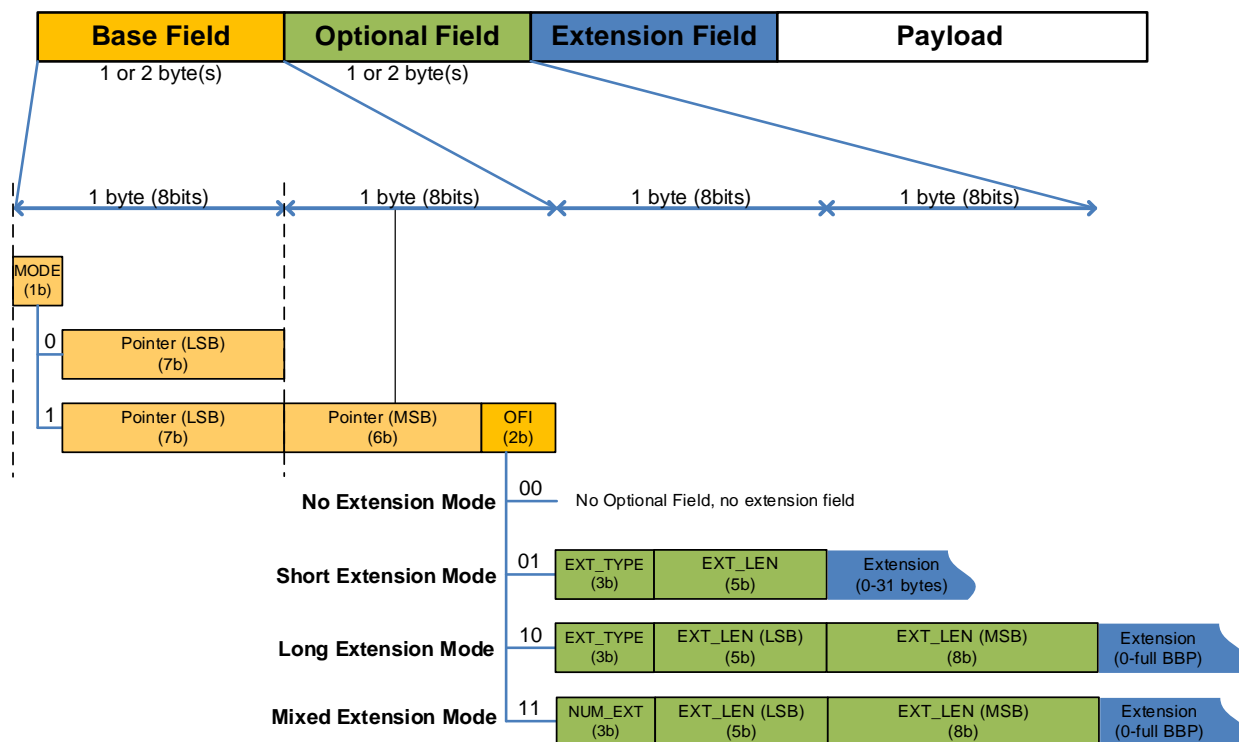 Base Field
Optional Field
Extension Field
Payload
1 or 2 byte(s)
1 or 2 byte(s)
1 byte (8bits)
1 byte (8bits)
1 byte (8bits)
1 byte (8bits)
MODE
(1b)
0
Pointer (LSB)
(7b)
1
Pointer (LSB)
(7b)
Pointer (MSB)
(6b)
OFI
(2b)
No Extension Mode
00
No Optional Field, no extension field
Short Extension Mode
01
EXT_TYPE
(3b)
EXT_LEN
(5b)
Extension
(0-31 bytes)
Long Extension Mode
10
EXT_TYPE
(3b)
EXT_LEN (LSB)
(5b)
EXT_LEN (MSB)
(8b)
Extension
(0-full BBP)
Mixed Extension Mode
11
NUM_EXT
(3b)
EXT_LEN (LSB)
(5b)
EXT_LEN (MSB)
(8b)
Extension
(0-full BBP)